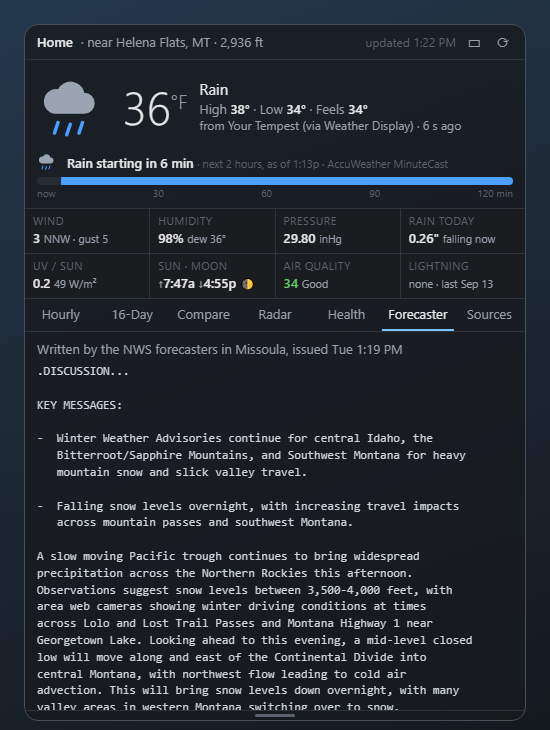 Home · near Helena Flats, MT · 2,936 ft
updated 1:22 PM
36°F
Rain
High 38° · Low 34° · Feels 34°
from Your Tempest (via Weather Display) · 6 s ago
Rain starting in 6 min · next 2 hours, as of 1:13p · AccuWeather MinuteCast
now 30 60 90 120 min
WIND
3 NNW · gust 5
HUMIDITY
98% dew 36°
PRESSURE
29.80 inHg
RAIN TODAY
0.26" falling now
UV / SUN
0.2 49 W/m²
SUN · MOON
↑7:47a ↓4:55p
AIR QUALITY
34 Good
LIGHTNING
none · last Sep 13
Hourly 16-Day Compare Radar Health Forecaster Sources
Written by the NWS forecasters in Missoula, issued Tue 1:19 PM
.DISCUSSION...
KEY MESSAGES:
- Winter Weather Advisories continue for central Idaho, the
Bitterroot/Sapphire Mountains, and Southwest Montana for heavy
mountain snow and slick valley travel.
- Falling snow levels overnight, with increasing travel impacts
across mountain passes and southwest Montana.
A slow moving Pacific trough continues to bring widespread
precipitation across the Northern Rockies this afternoon.
Observations suggest snow levels between 3,500-4,000 feet, with
area web cameras showing winter driving conditions at times
across Lolo and Lost Trail Passes and Montana Highway 1 near
Georgetown Lake. Looking ahead to this evening, a mid-level closed
low will move along and east of the Continental Divide into
central Montana, with northwest flow leading to cold air
advection. This will bring snow levels down overnight, with many
valley areas in western Montana switching over to snow.